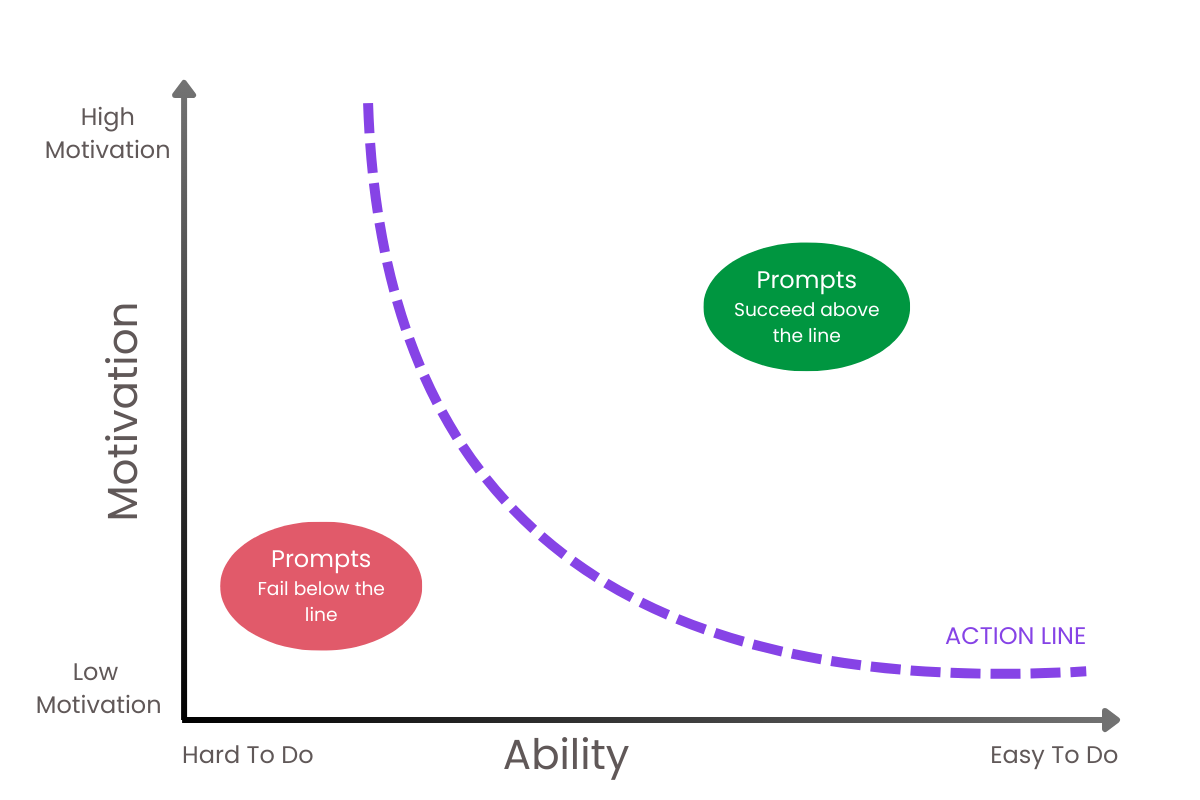 High
Motivation
Motivation
Prompts
Succeed above
the line
Prompts
Fail below the
line
ACTION LINE
Low
Motivation
Hard To Do
Ability
Easy To Do